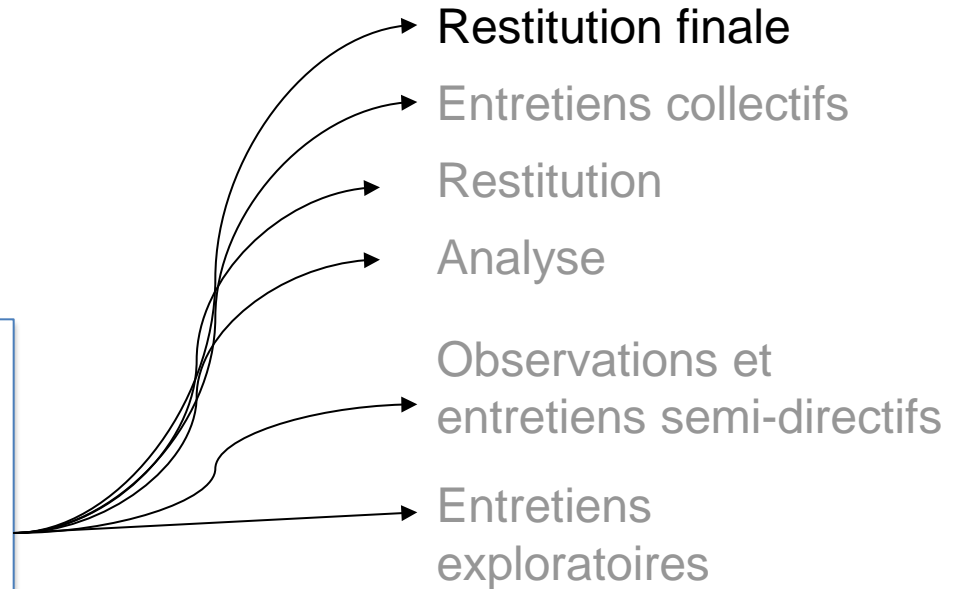 Restitution finale
Entretiens collectifs
Restitution
Analyse
Observations et
entretiens semi-directifs
Entretiens
exploratoires